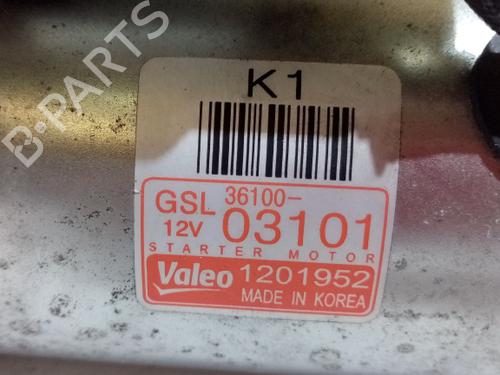 B-PARTS
K1
GSL 36100-
12V 03101
STARTER MOTOR
Valeo 1201952
MADE IN KOREA